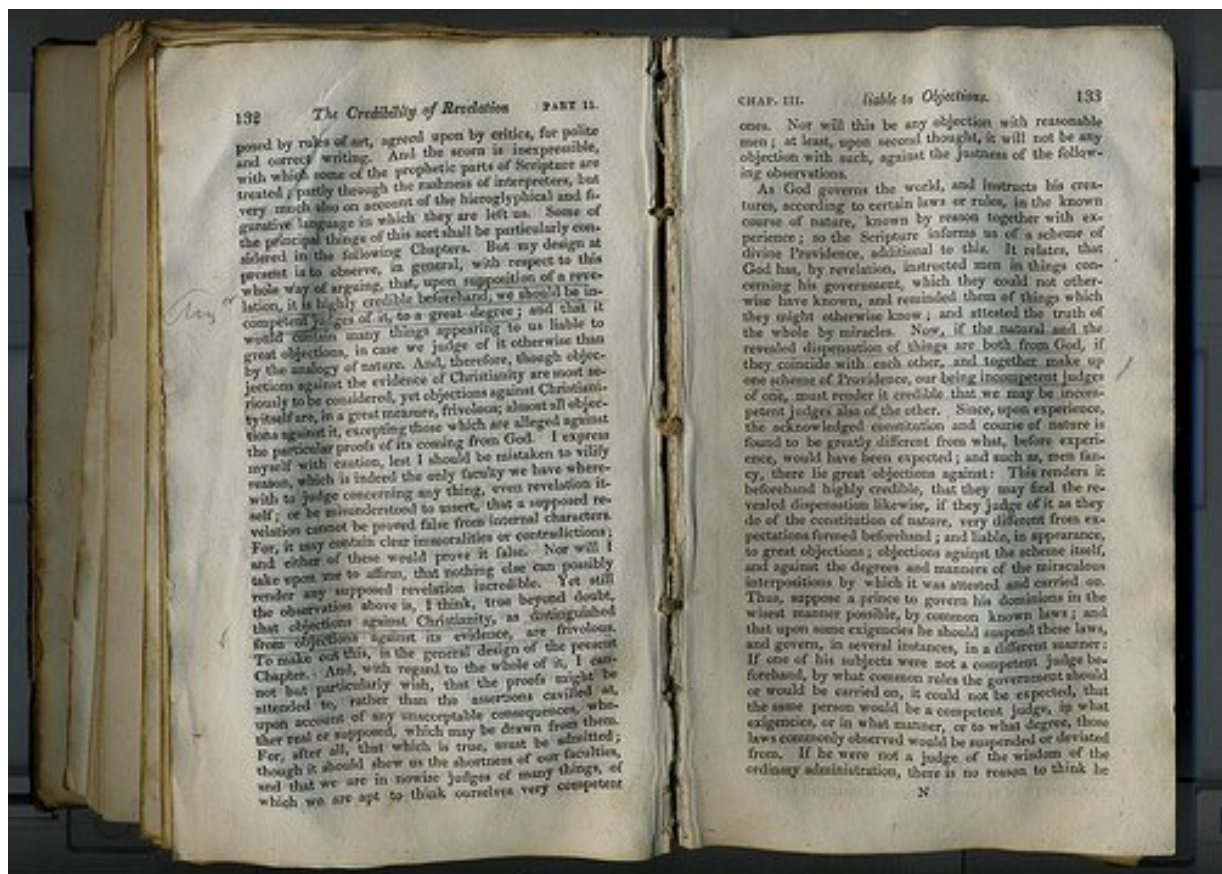 132 The Credibility of Revelation PART II.
posed by rules of art, agreed upon by critics, for polite
and correct writing. And the scorn is inexpressible,
with which some of the prophetic parts of Scripture are
treated; partly through the rashness of interpreters, but
very much also on account of the hieroglyphical and fi-
gurative language in which they are left us. Some of
the principal things of this sort shall be particularly con-
sidered in the following Chapters. But my design at
present is to observe, in general, with respect to this
whole way of arguing, that, upon supposition of a reve-
lation, it is highly credible beforehand, we should be in-
competent judges of it, to a great degree; and that it
would contain many things appearing to us liable to
great objections, in case we judge of it otherwise than
by the analogy of nature. And, therefore, though objec-
jections against the evidence of Christianity are most se-
riously to be considered, yet objections against Christiani-
ty itself are, in a great measure, frivolous; almost all objec-
tions against it, excepting those which are alleged against
the particular proofs of its coming from God. I express
myself with caution, lest I should be mistaken to vilify
reason, which is indeed the only faculty we have where-
with to judge concerning any thing, even revelation it-
self; or be misunderstood to assert, that a supposed re-
velation cannot be proved false from internal characters.
For, it may contain clear immoralities or contradictions;
and either of these would prove it false. Nor will I
take upon me to affirm, that nothing else can possibly
render any supposed revelation incredible. Yet still
the observation above is, I think, true beyond doubt,
that objections against Christianity, as distinguished
from objections against its evidence, are frivolous.
To make out this, is the general design of the present
Chapter. And, with regard to the whole of it, I can-
not but particularly wish, that the proofs might be
attended to, rather than the assertions cavilled at,
upon account of any unacceptable consequences, whe-
ther real or supposed, which may be drawn from them.
For, after all, that which is true, must be admitted;
though it should show us the shortness of our faculties,
and that we are in nowise judges of many things, of
which we are apt to think ourselves very competent
CHAP. III. liable to Objections. 133
ones. Nor will this be any objection with reasonable
men; at least, upon second thought, it will not be any
objection with such, against the justness of the follow-
ing observations.
As God governs the world, and instructs his crea-
tures, according to certain laws or rules, in the known
course of nature, known by reason together with ex-
perience; so the Scripture informs us of a scheme of
divine Providence, additional to this. It relates, that
God has, by revelation, instructed men in things con-
cerning his government, which they could not other-
wise have known, and reminded them of things which
they might otherwise know; and attested the truth of
the whole by miracles. Now, if the natural and the
revealed dispensation of things are both from God, if
they coincide with each other, and together make up
one scheme of Providence, our being incompetent judges
of one, must render it credible that we may be incom-
petent judges also of the other. Since, upon experience,
the acknowledged constitution and course of nature is
found to be greatly different from what, before experi-
ence, would have been expected; and such as, men fan-
cy, there lie great objections against: This renders it
beforehand highly credible, that they may find the re-
vealed dispensation likewise, if they judge of it as they
do of the constitution of nature, very different from ex-
pectations formed beforehand; and liable, in appearance,
to great objections; objections against the scheme itself,
and against the degrees and manners of the miraculous
interpositions by which it was attested and carried on.
Thus, suppose a prince to govern his dominions in the
wisest manner possible, by common known laws; and
that upon some exigencies he should suspend these laws,
and govern, in several instances, in a different manner:
If one of his subjects were not a competent judge be-
forehand, by what common rules the government should
or would be carried on, it could not be expected, that
the same person would be a competent judge, in what
exigencies, or in what manner, or to what degree, those
laws commonly observed would be suspended or deviated
from. If he were not a judge of the wisdom of the
ordinary administration, there is no reason to think he
N